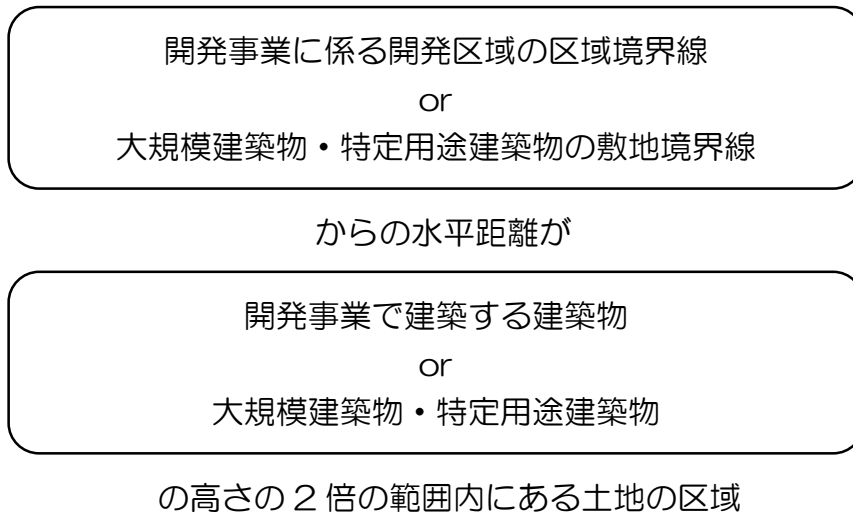 開発事業に係る開発区域の区域境界線
or
大規模建築物・特定用途建築物の敷地境界線
からの水平距離が
開発事業で建築する建築物
or
大規模建築物・特定用途建築物
の高さの2倍の範囲内にある土地の区域